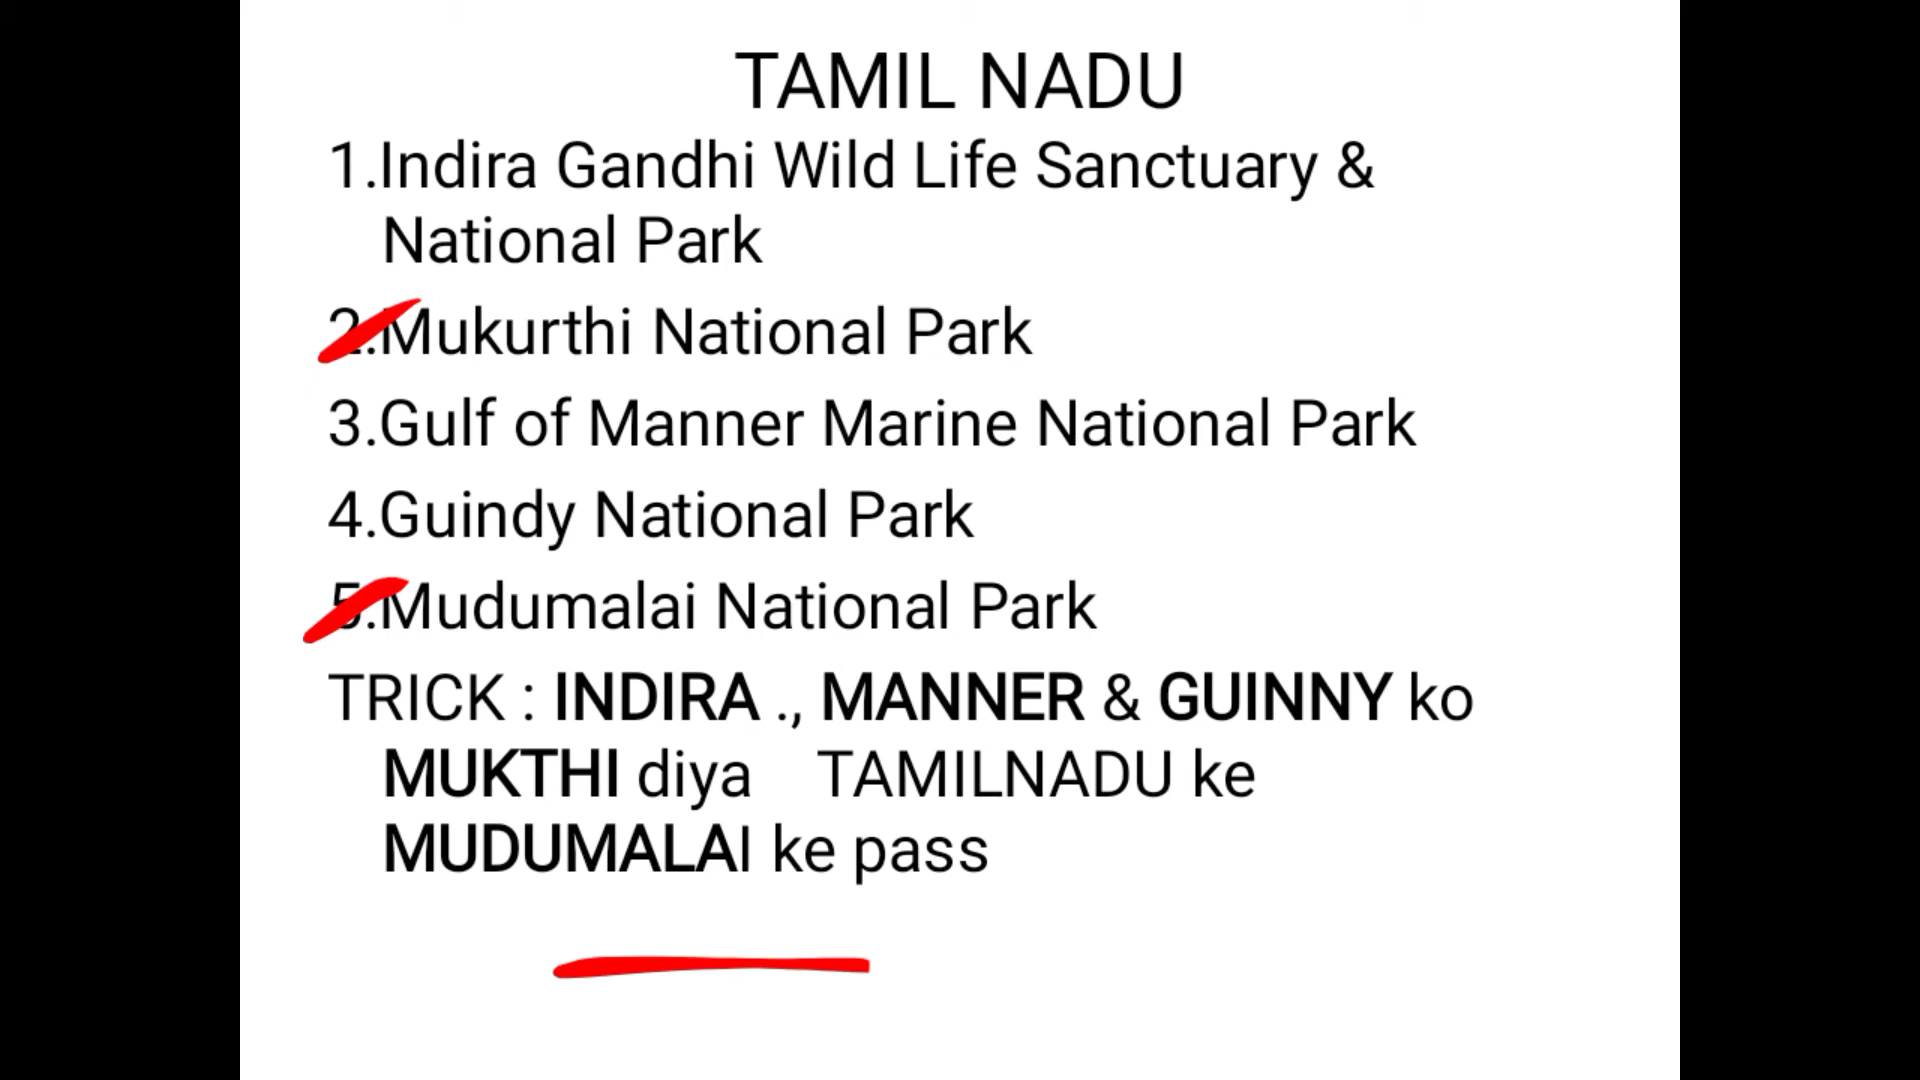 TAMIL NADU
1.Indira Gandhi Wild Life Sanctuary &
National Park
2.Mukurthi National Park
3.Gulf of Manner Marine National Park
4.Guindy National Park
5.Mudumalai National Park
TRICK : INDIRA ., MANNER & GUINNY ko
MUKTHI diya TAMILNADU ke
MUDUMALAI ke pass